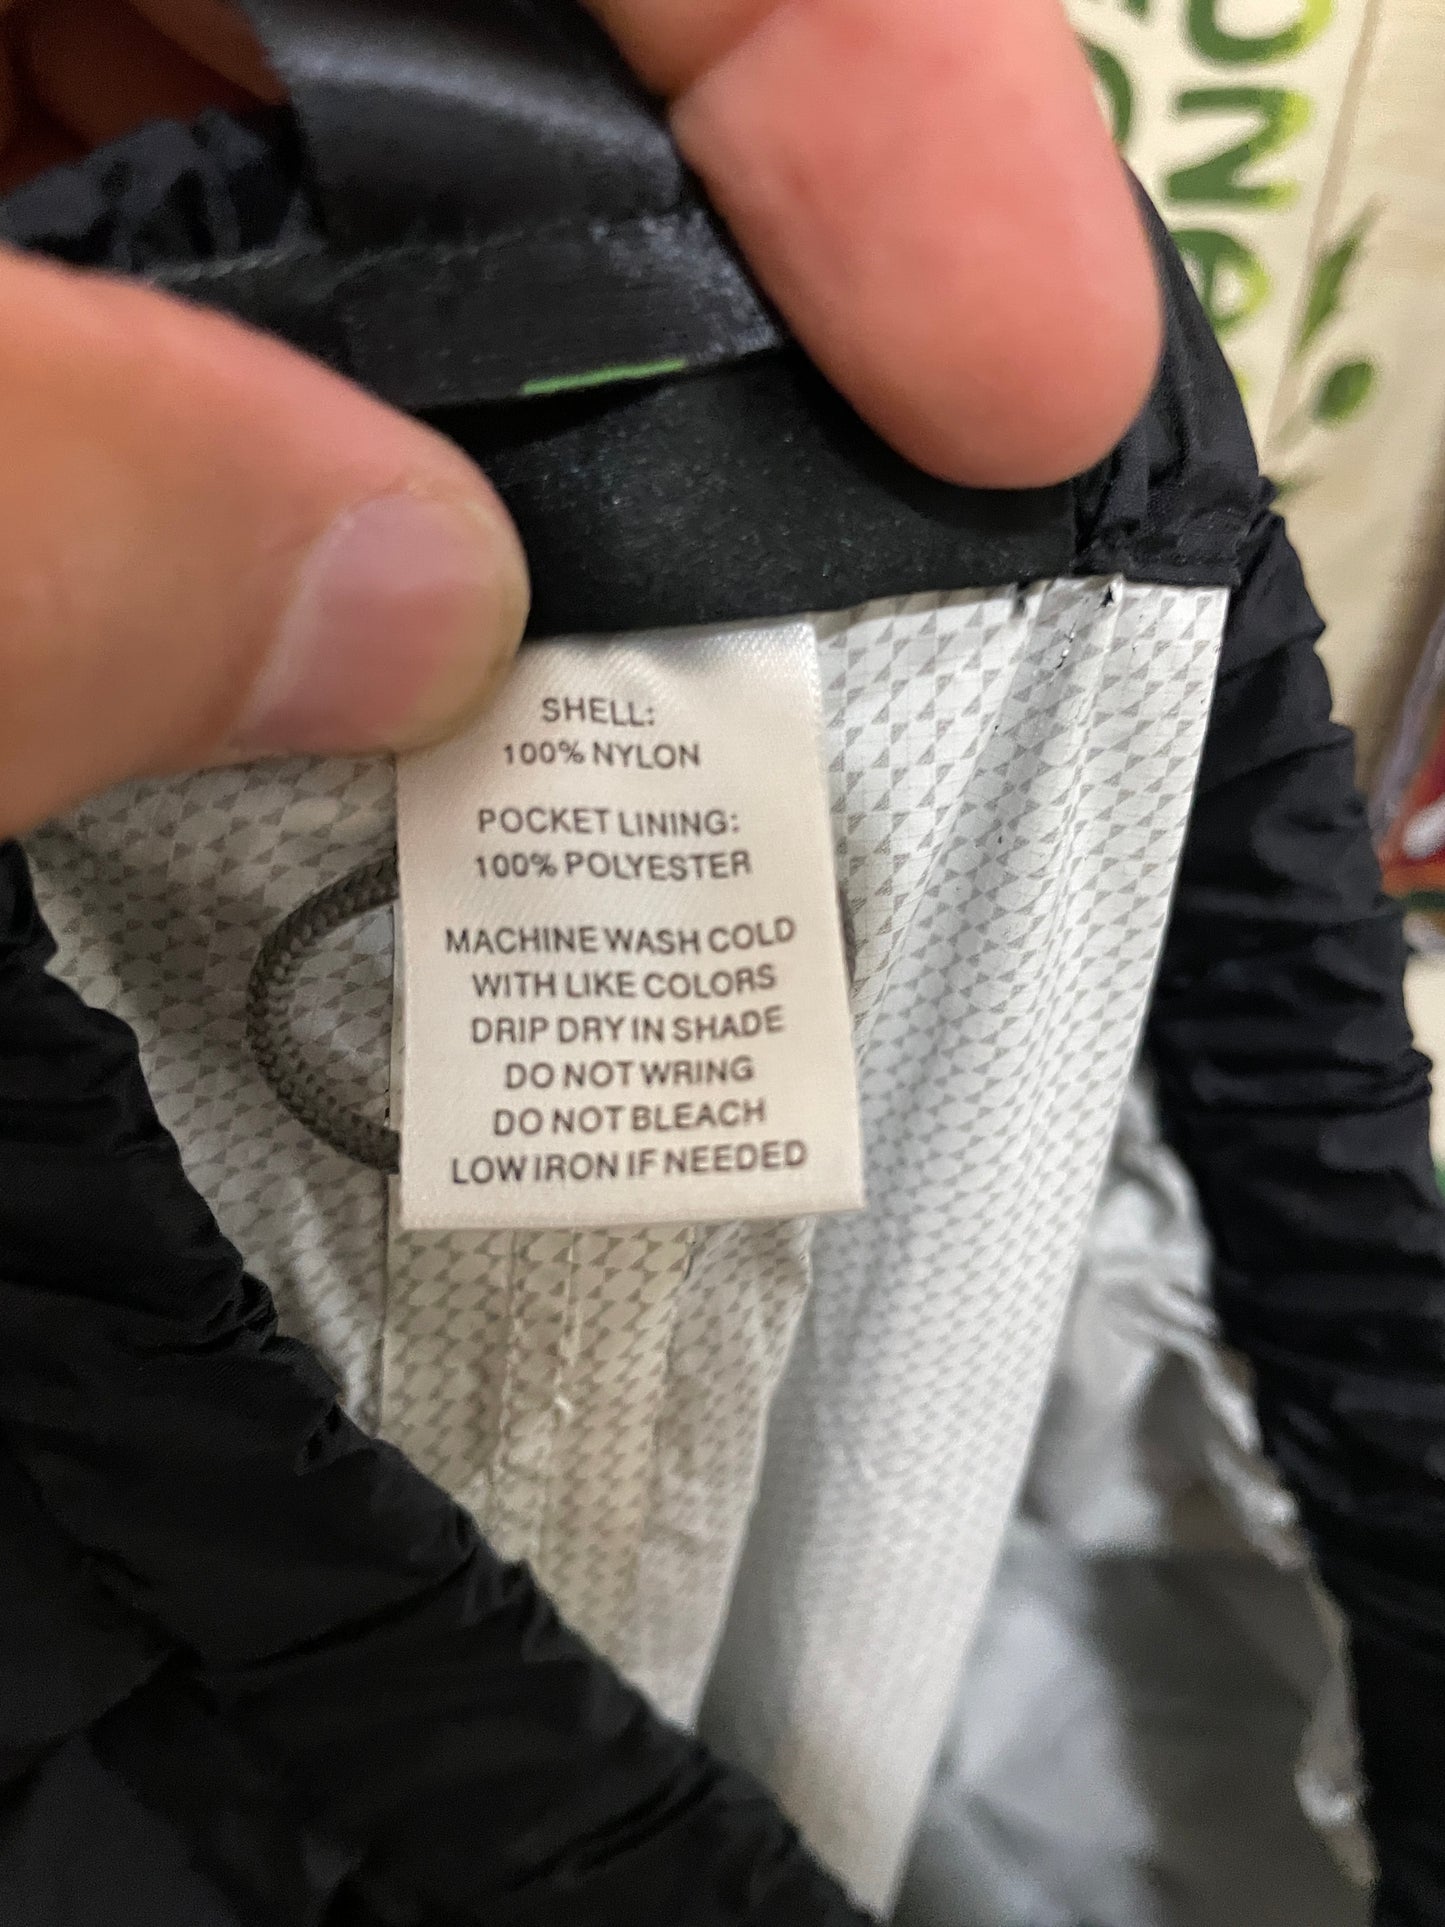 SHELL:
100% NYLON
POCKET LINING:
100% POLYESTER
MACHINE WASH COLD
WITH LIKE COLORS
DRIP DRY IN SHADE
DO NOT WRING
DO NOT BLEACH
LOW IRON IF NEEDED